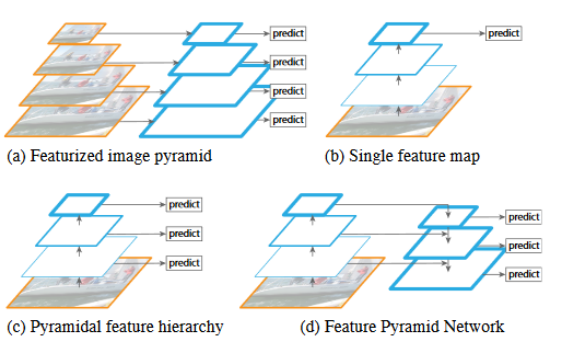 predict
predict
predict
predict
(a) Featurized image pyramid
predict
(b) Single feature map
predict
predict
predict
(c) Pyramidal feature hierarchy
predict
predict
predict
(d) Feature Pyramid Network